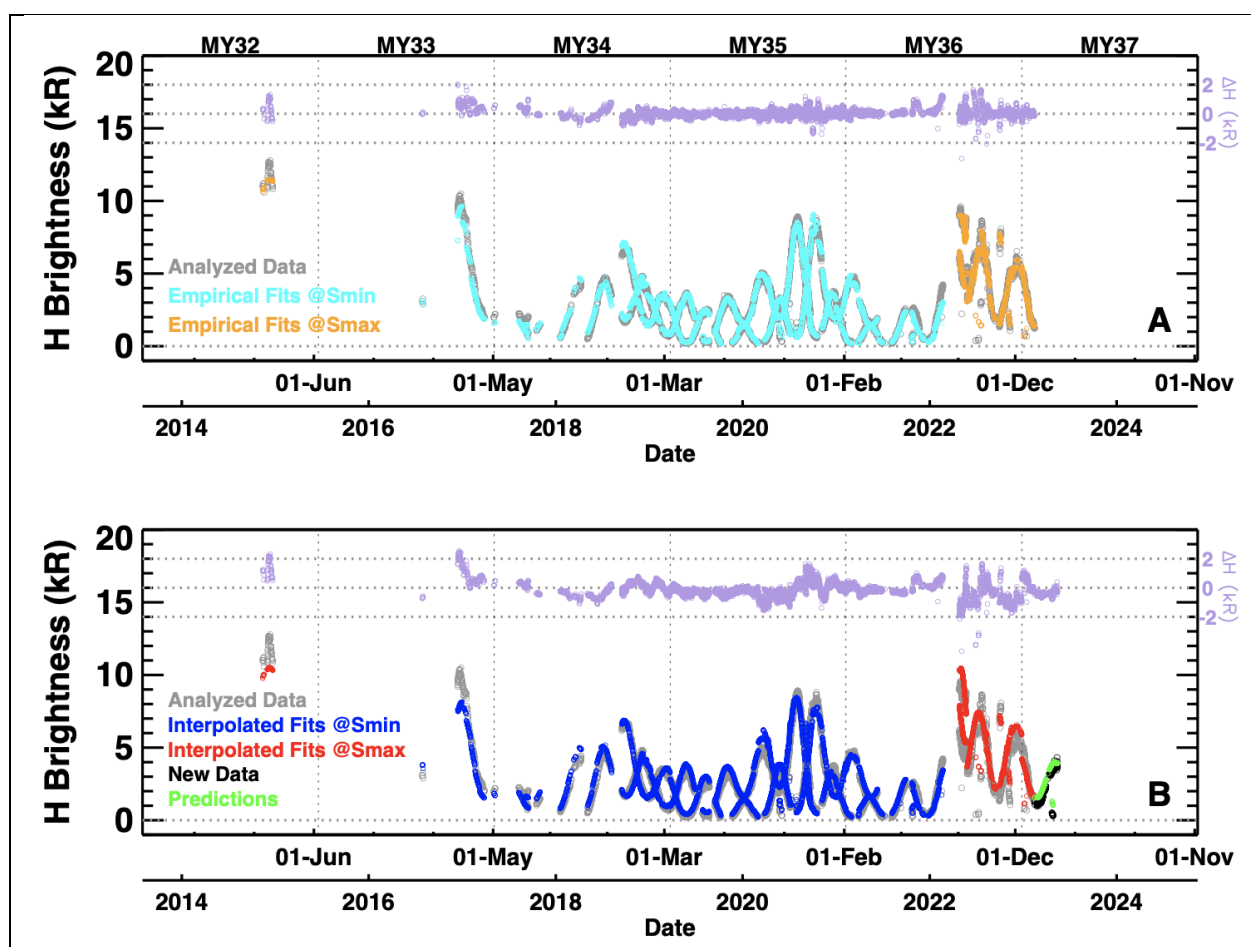 MY32 MY33 MY34 MY35 MY36 MY37
20
15
10
5
0
H Brightness (kR)
2
0
-2
ΔH (kR)
Analyzed Data
Empirical Fits @Smin
Empirical Fits @Smax
A
01-Jun 01-May 01-Mar 01-Feb 01-Dec 01-Nov
2014 2016 2018 2020 2022 2024
Date
20
15
10
5
0
H Brightness (kR)
2
0
-2
ΔH (kR)
Analyzed Data
Interpolated Fits @Smin
Interpolated Fits @Smax
New Data
Predictions
B
01-Jun 01-May 01-Mar 01-Feb 01-Dec 01-Nov
2014 2016 2018 2020 2022 2024
Date